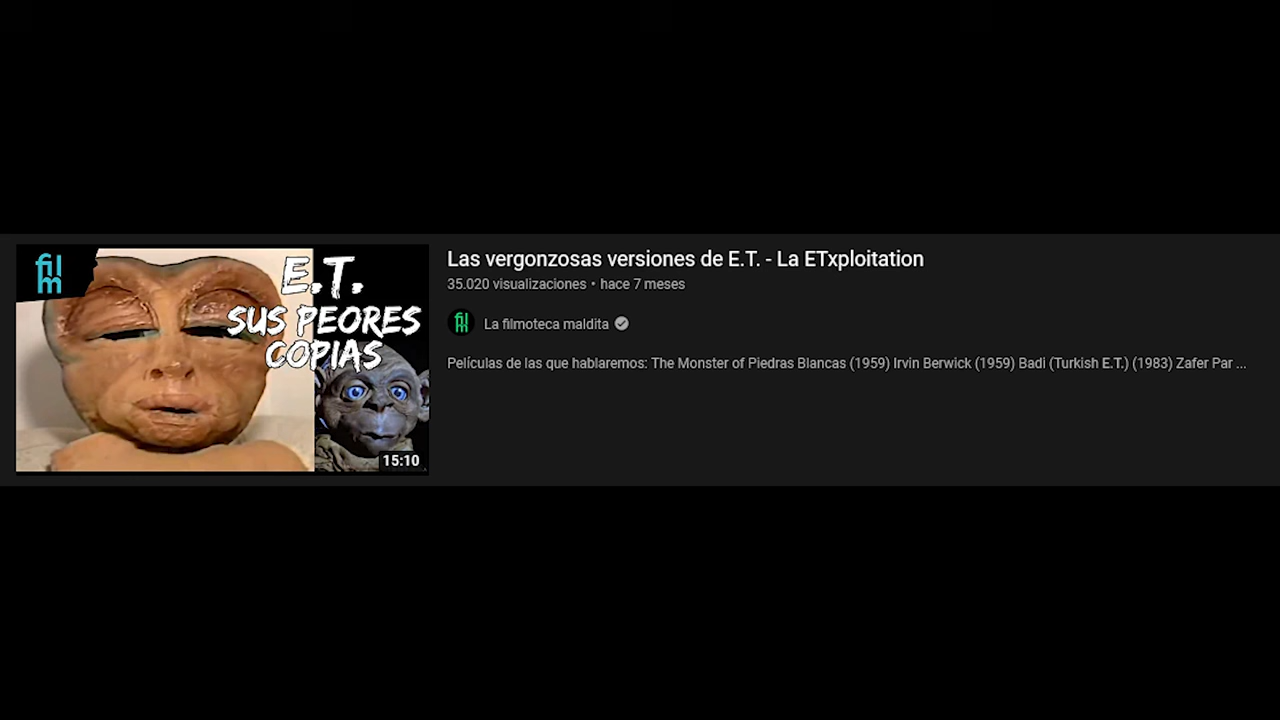 film
E.T.
SUS PEORES
COPIAS
15:10
Las vergonzosas versiones de E.T. - La ETxploitation
35.020 visualizaciones • hace 7 meses
film
La filmoteca maldita
Películas de las que hablaremos: The Monster of Piedras Blancas (1959) Irvin Berwick (1959) Badi (Turkish E.T.) (1983) Zafer Par ...